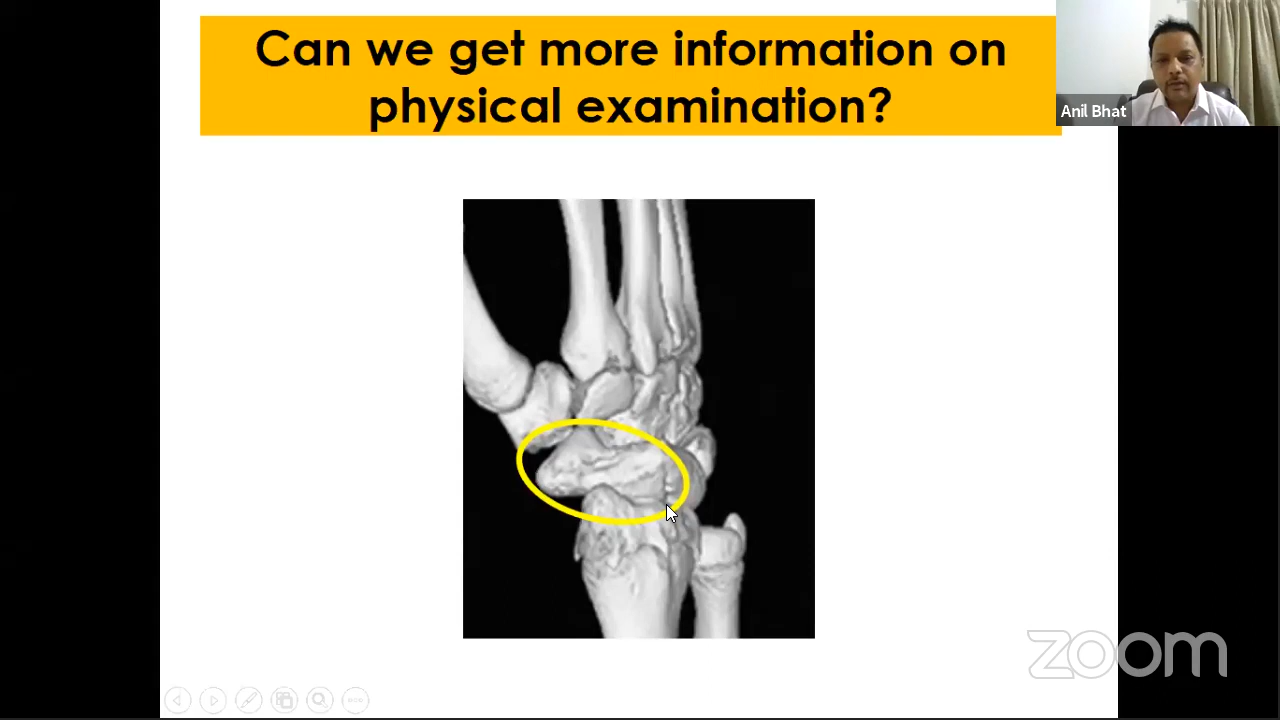 Can we get more information on
physical examination?
Anil Bhat
zoom